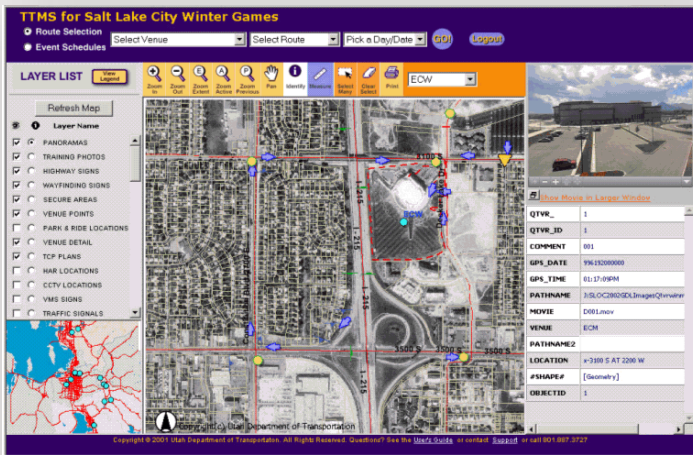 TTMS for Salt Lake City Winter Games
Route Selection
Event Schedules
Select Venue
Select Route
Pick a Day/Date
GO!
Logout
LAYER LIST
View Legend
Zoom In
Zoom Out
Zoom Extent
Zoom Active
Zoom Previous
Pan
Identify
Measure
Select Many
Clear Select
Print
ECW
Refresh Map
Layer Name
PANORAMAS
TRAINING PHOTOS
HIGHWAY SIGNS
WAYFINDING SIGNS
SECURE AREAS
VENUE POINTS
PARK & RIDE LOCATIONS
VENUE DETAIL
TCP PLANS
HAR LOCATIONS
CCTV LOCATIONS
VMS SIGNS
TRAFFIC SIGNALS
3100 S
I-215
ECW
I-215
3500 S
3500 S
3500 S
I-215
Copyright(c) Utah Department of Transportation
Show Movie In Larger Window
QTVR_ 1
QTVR_ID 1
COMMENT 001
GPS_DATE 996192000000
GPS_TIME 01:17:09PM
PATHNAME
MOVIE D001.mov
VENUE ECM
PATHNAME2
LOCATION x-3100 S AT 2200 W
#SHAPE# [Geometry]
OBJECTID 1
Copyright © 2001 Utah Department of Transportation. All Rights Reserved. Questions? See the User's Guide or contact Support or call 801.887.3727